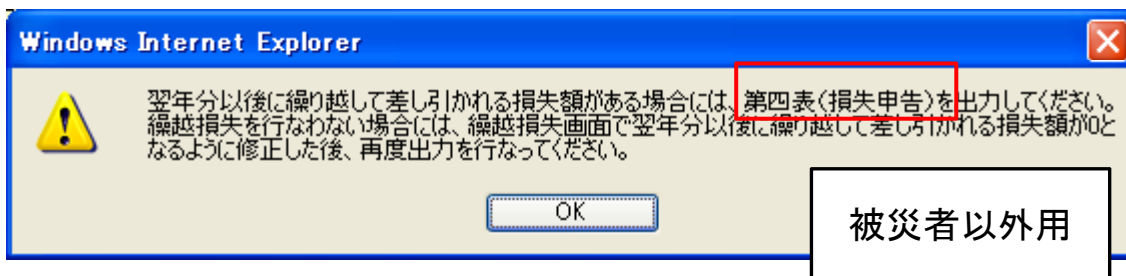 Windows Internet Explorer
翌年分以後に繰り越して差し引かれる損失額がある場合には、第四表(損失申告)を出力してください。
繰越損失を行なわない場合には、繰越損失画面で翌年分以後に繰り越して差し引かれる損失額が0と
なるように修正した後、再度出力を行なってください。
OK
被災者以外用